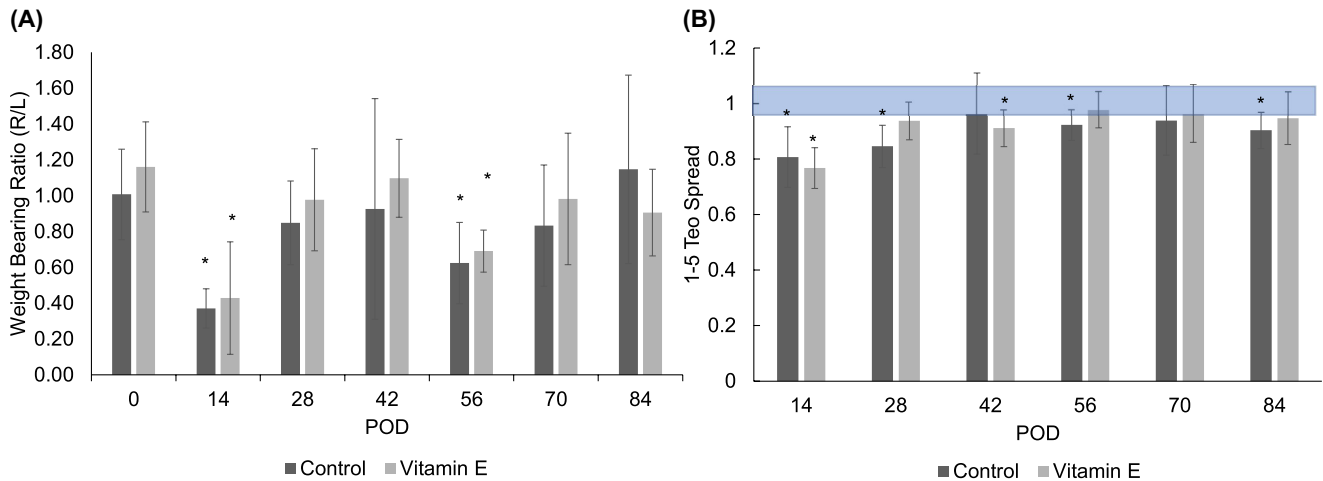 (A)
Weight Bearing Ratio (R/L)
1.80
1.60
1.40
1.20
1.00
0.80
0.60
0.40
0.20
0.00
* * * *
0 14 28 42 56 70 84
POD
Control Vitamin E
(B)
1-5 Teo Spread
1.2
1
0.8
0.6
0.4
0.2
0
* * * * * *
14 28 42 56 70 84
POD
Control Vitamin E